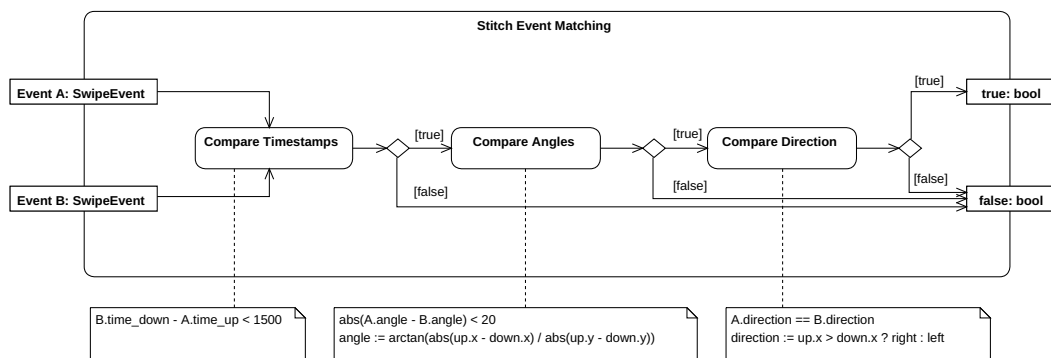 Stitch Event Matching
Event A: SwipeEvent
[true]
true: bool
Compare Timestamps
[true]
Compare Angles
[true]
Compare Direction
[false]
[false]
[false]
Event B: SwipeEvent
false: bool
B.time_down - A.time_up < 1500
abs(A.angle - B.angle) < 20
angle := arctan(abs(up.x - down.x) / abs(up.y - down.y))
A.direction == B.direction
direction := up.x > down.x ? right : left